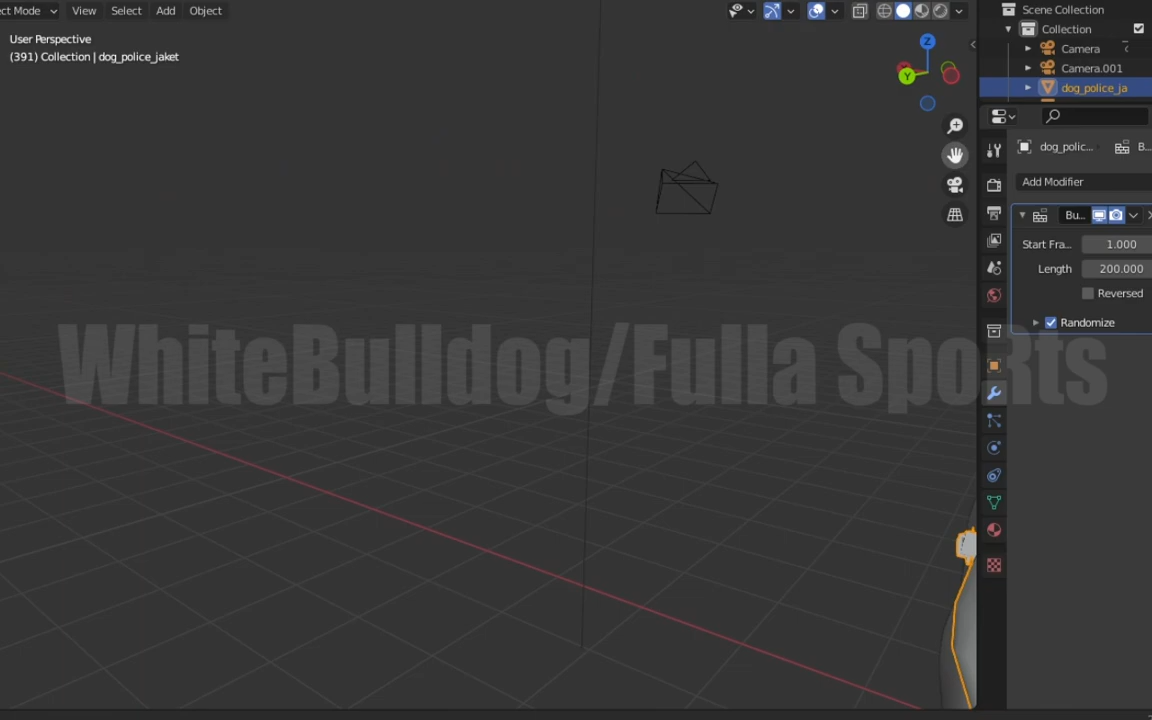 ect Mode View Select Add Object
User Perspective
(391) Collection | dog_police_jaket
Z
Y
Scene Collection
Collection
Camera
Camera.001
dog_police_ja
dog_polic... B...
Add Modifier
Bu...
Start Fra... 1.000
Length 200.000
Reversed
Randomize
WhiteBulldog/Fulla SpoRts